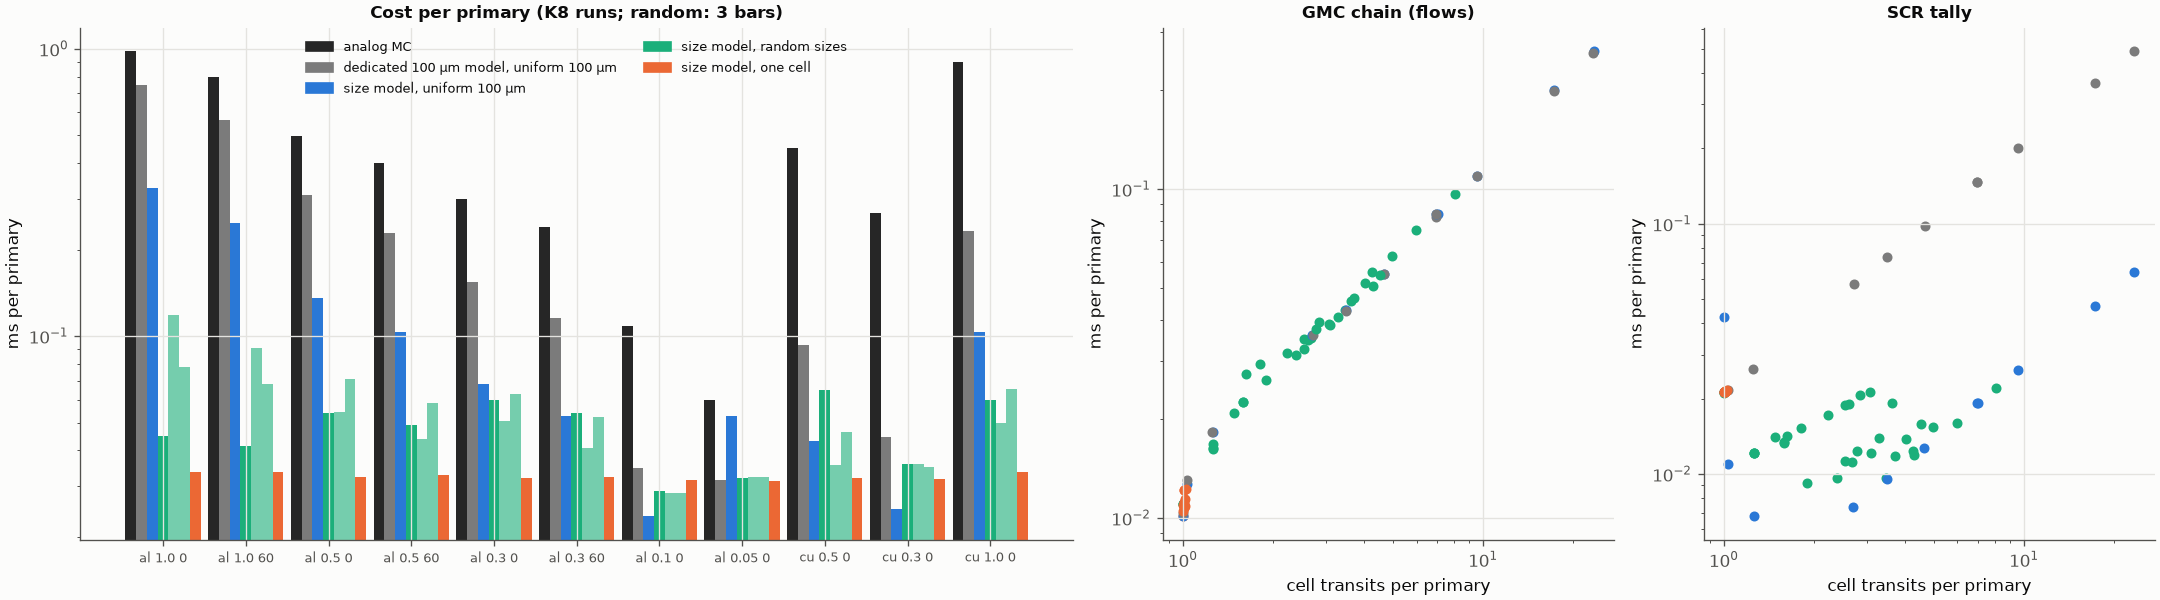 Cost per primary (K8 runs; random: 3 bars)
ms per primary
10⁰
10⁻¹
analog MC
dedicated 100 µm model, uniform 100 µm
size model, uniform 100 µm
size model, random sizes
size model, one cell
al 1.0 0
al 1.0 60
al 0.5 0
al 0.5 60
al 0.3 0
al 0.3 60
al 0.1 0
al 0.05 0
cu 0.5 0
cu 0.3 0
cu 1.0 0
GMC chain (flows)
ms per primary
10⁻¹
10⁻²
10⁰
10¹
cell transits per primary
SCR tally
ms per primary
10⁻¹
10⁻²
10⁰
10¹
cell transits per primary